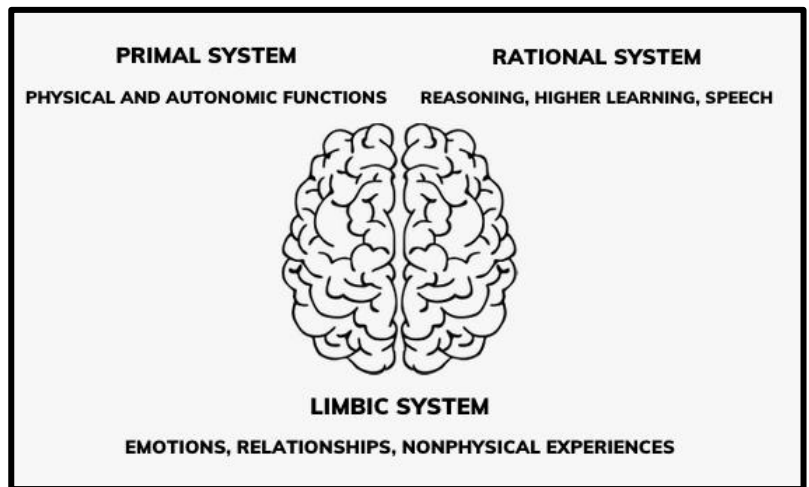 PRIMAL SYSTEM
PHYSICAL AND AUTONOMIC FUNCTIONS
RATIONAL SYSTEM
REASONING, HIGHER LEARNING, SPEECH
LIMBIC SYSTEM
EMOTIONS, RELATIONSHIPS, NONPHYSICAL EXPERIENCES